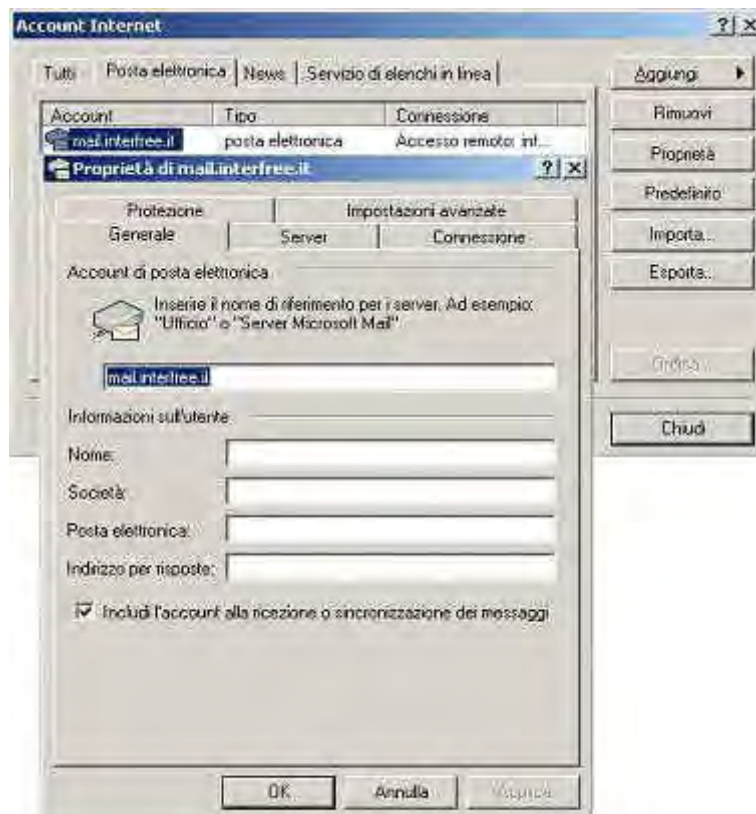 Account Internet
Tutti Posta elettronica News Servizio di elenchi in linea
Aggiungi
Account Tipo Connessione
Rimuovi
mail.interfree.it posta elettronica Accesso remoto: int...
Proprietà
Proprietà di mail.interfree.it
Predefinito
Protezione Impostazioni avanzate
Generale Server Connessione
Importa...
Esporta...
Account di posta elettronica
Inserire il nome di riferimento per i server. Ad esempio:
"Ufficio" o "Server Microsoft Mail"
Ordina...
mail.interfree.it
Informazioni sull'utente
Chiudi
Nome:
Società:
Posta elettronica:
Indirizzo per risposte:
Includi l'account alla ricezione o sincronizzazione dei messaggi
OK Annulla